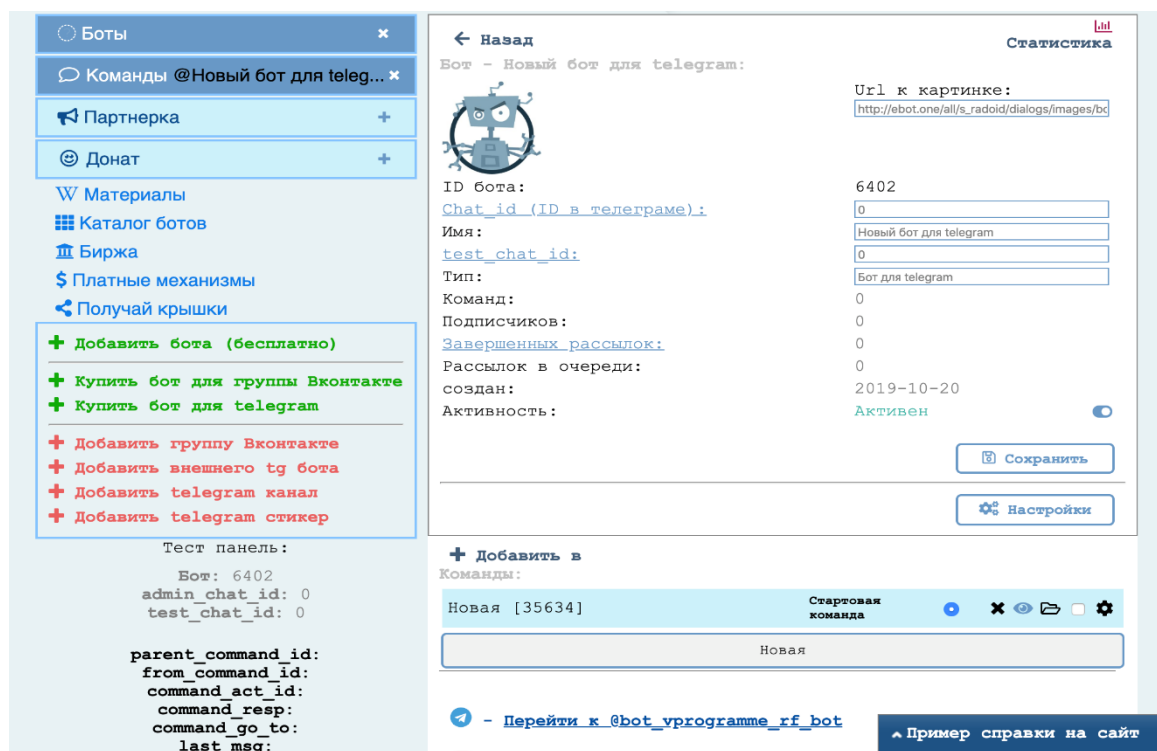 Боты ×
Команды @Новый бот для teleg... ×
Партнерка +
Донат +
Материалы
Каталог ботов
Биржа
$ Платные механизмы
Получай крышки
+ Добавить бота (бесплатно)
+ Купить бот для группы Вконтакте
+ Купить бот для telegram
+ Добавить группу Вконтакте
+ Добавить внешнего tg бота
+ Добавить telegram канал
+ Добавить telegram стикер
Тест панель:
Бот: 6402
admin_chat_id: 0
test_chat_id: 0
parent_command_id:
from_command_id:
command_act_id:
command_resp:
command_go_to:
last_msg:
← Назад
Статистика
Бот - Новый бот для telegram:
Url к картинке:
http://ebot.one/all/s_radoid/dialogs/images/bo
ID бота: 6402
Chat_id (ID в телеграме): 0
Имя: Новый бот для telegram
test_chat_id: 0
Тип: Бот для telegram
Команд: 0
Подписчиков: 0
Завершенных рассылок: 0
Рассылок в очереди: 0
создан: 2019-10-20
Активность: Активен
Сохранить
Настройки
+ Добавить в
Команды:
Новая [35634] Стартовая
команда
Новая
- Перейти к @bot_vprogramme_rf_bot
Пример справки на сайт